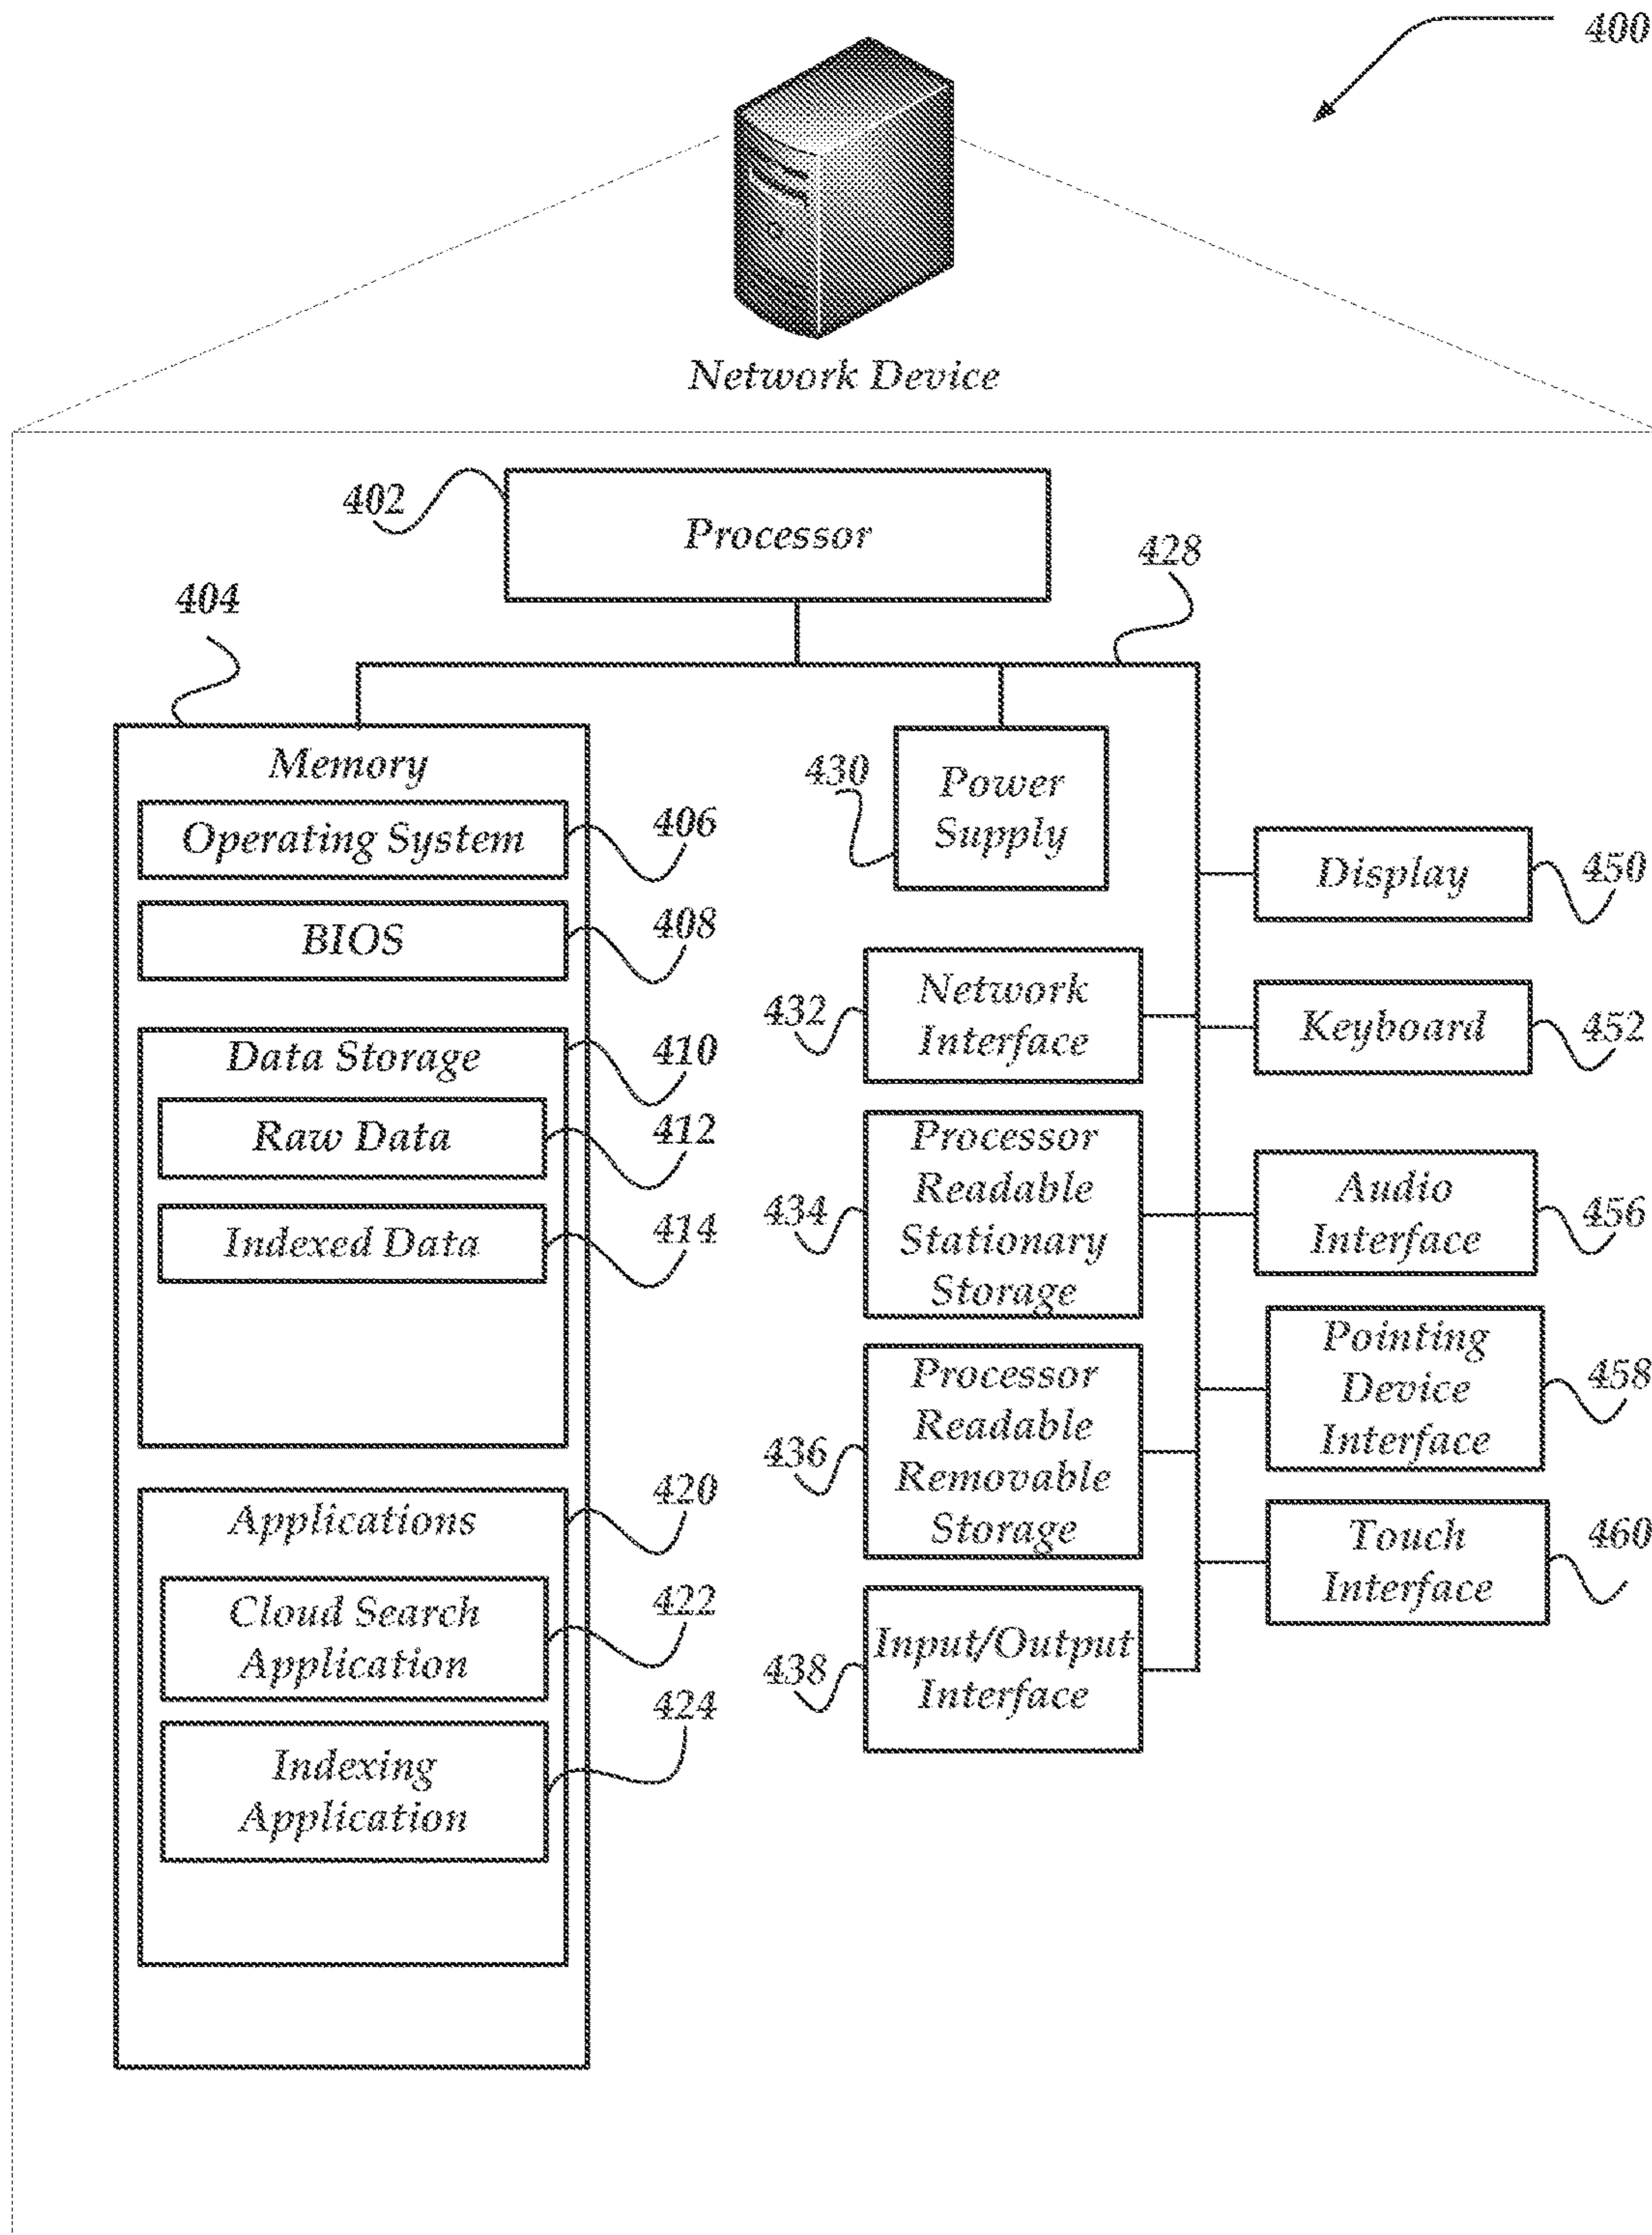 400
Network Device
402
Processor
428
404
Memory
Operating System
406
BIOS
408
Data Storage
410
Raw Data
412
Indexed Data
414
Applications
420
Cloud Search
Application
422
Indexing
Application
424
430
Power
Supply
432
Network
Interface
434
Processor
Readable
Stationary
Storage
436
Processor
Readable
Removable
Storage
438
Input/Output
Interface
Display
450
Keyboard
452
Audio
Interface
456
Pointing
Device
Interface
458
Touch
Interface
460